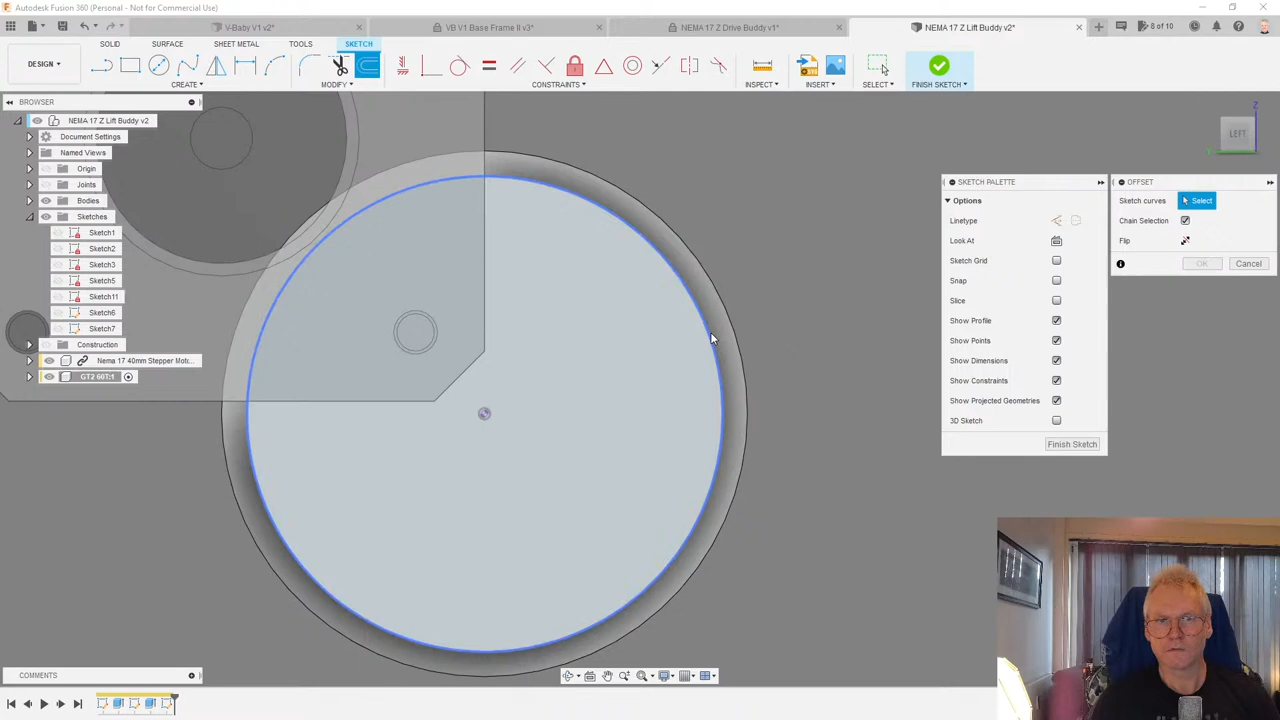 Autodesk Fusion 360 (Personal - Not for Commercial Use)
V-Baby V1 v2*
VB V1 Base Frame II v3*
NEMA 17 Z Drive Buddy v1*
NEMA 17 Z Lift Buddy v2*
8 of 10
SOLID
SURFACE
SHEET METAL
TOOLS
SKETCH
DESIGN
CREATE
MODIFY
CONSTRAINTS
INSPECT
INSERT
SELECT
FINISH SKETCH
BROWSER
NEMA 17 Z Lift Buddy v2
Document Settings
Named Views
Origin
Joints
Bodies
Sketches
Sketch1
Sketch2
Sketch3
Sketch5
Sketch11
Sketch6
Sketch7
Construction
Nema 17 40mm Stepper Moto...
GT2 60T:1
Z
LEFT
Y
SKETCH PALETTE
Options
Linetype
Look At
Sketch Grid
Snap
Slice
Show Profile
Show Points
Show Dimensions
Show Constraints
Show Projected Geometries
3D Sketch
Finish Sketch
OFFSET
Sketch curves
Select
Chain Selection
Flip
OK
Cancel
COMMENTS